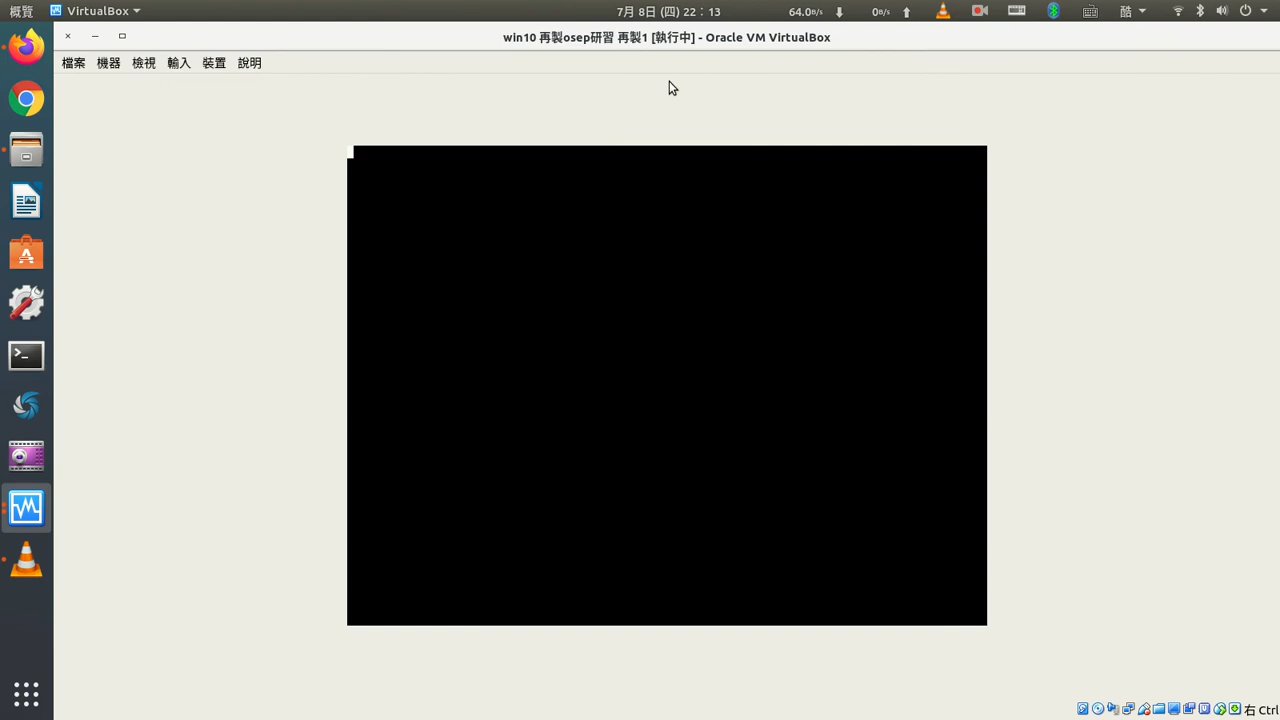 概覽 VirtualBox 7月 8日 (四) 22：13 64.0B/s 0B/s 酷
win10 再製osep研習 再製1 [執行中] - Oracle VM VirtualBox
檔案 機器 檢視 輸入 裝置 說明
右 Ctrl